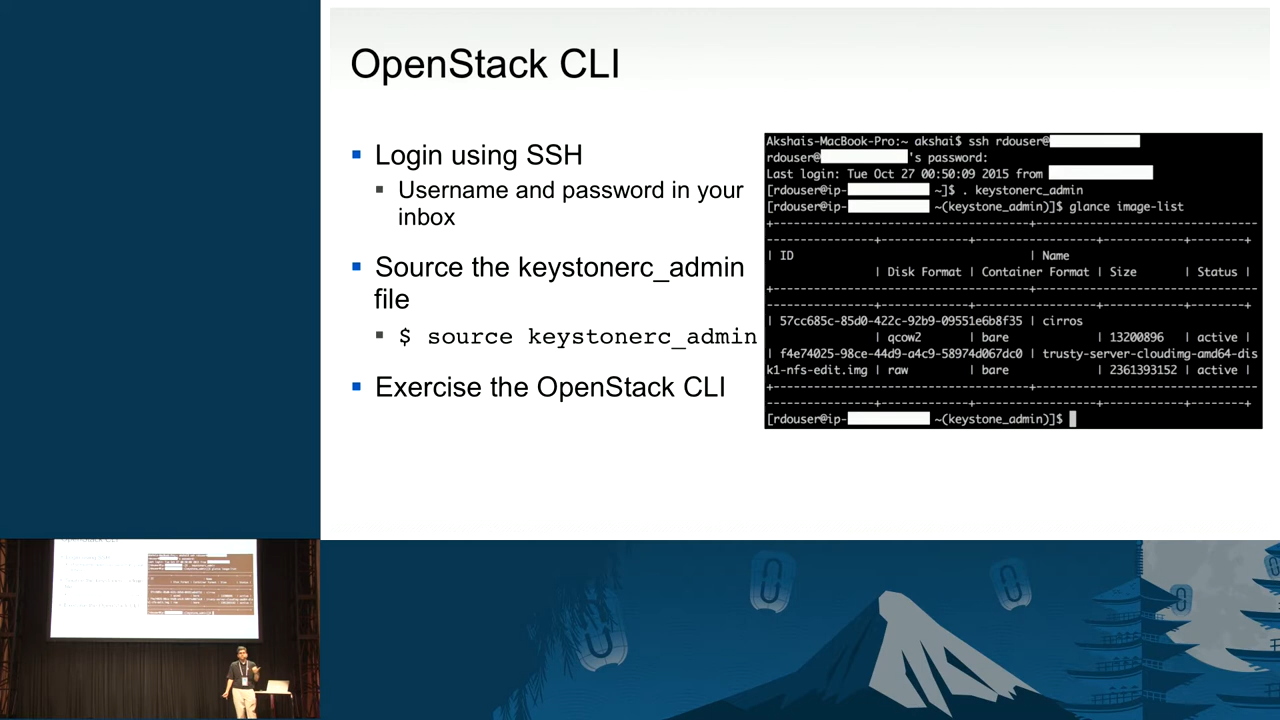 OpenStack CLI
Login using SSH
Username and password in your
inbox
Source the keystonerc_admin
file
$ source keystonerc_admin
Exercise the OpenStack CLI
Akshais-MacBook-Pro:~ akshai$ ssh rdouser@
rdouser@ 's password:
Last login: Tue Oct 27 00:50:09 2015 from
[rdouser@ip- ~]$ . keystonerc_admin
[rdouser@ip- ~(keystone_admin)]$ glance image-list
| ID | Name
| Disk Format | Container Format | Size | Status |
| 57cc685c-85d0-422c-92b9-09551e6b8f35 | cirros
| qcow2 | bare | 13200896 | active |
| f4e74025-98ce-44d9-a4c9-58974d067dc0 | trusty-server-cloudimg-amd64-dis
k1-nfs-edit.img | raw | bare | 2361393152 | active |
[rdouser@ip- ~(keystone_admin)]$